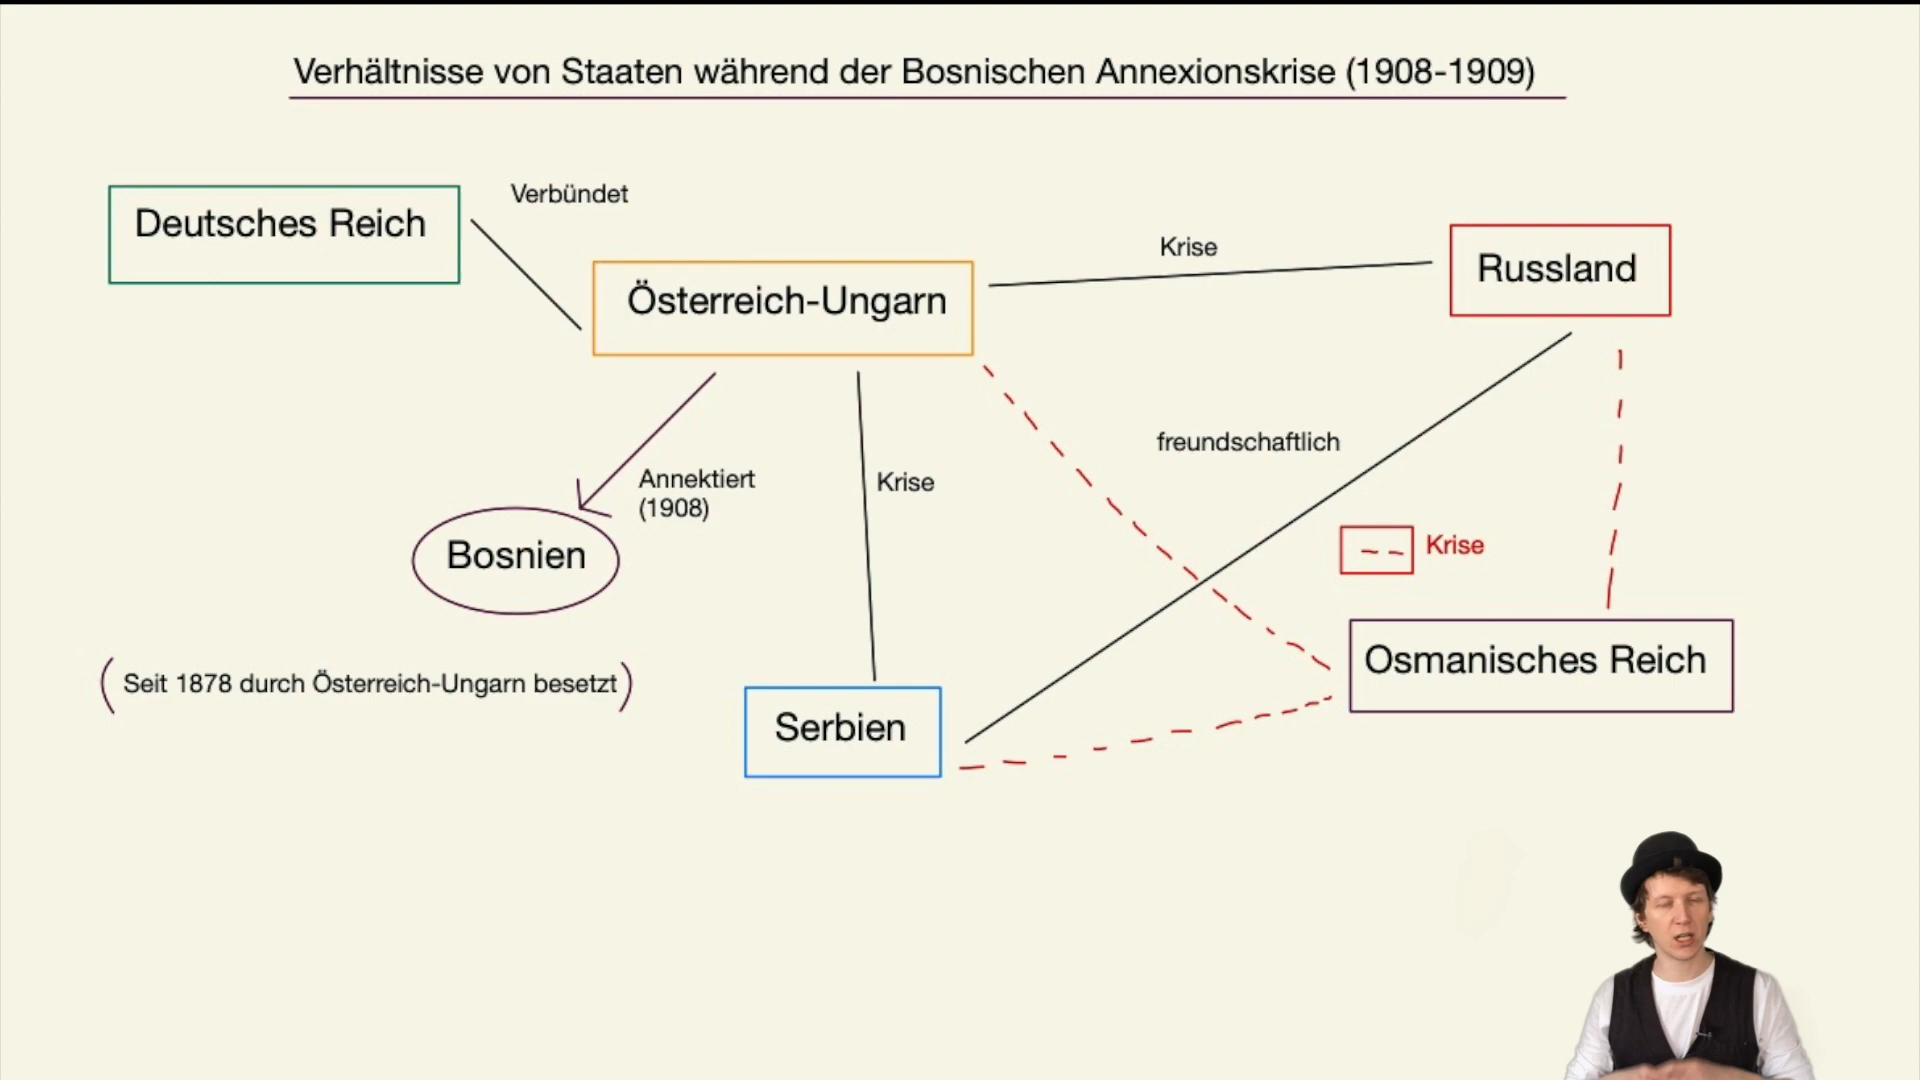 Verhältnisse von Staaten während der Bosnischen Annexionskrise (1908-1909)
Deutsches Reich
Verbündet
Österreich-Ungarn
Krise
Russland
Annektiert
(1908)
Krise
freundschaftlich
Bosnien
Krise
(Seit 1878 durch Österreich-Ungarn besetzt)
Serbien
Osmanisches Reich